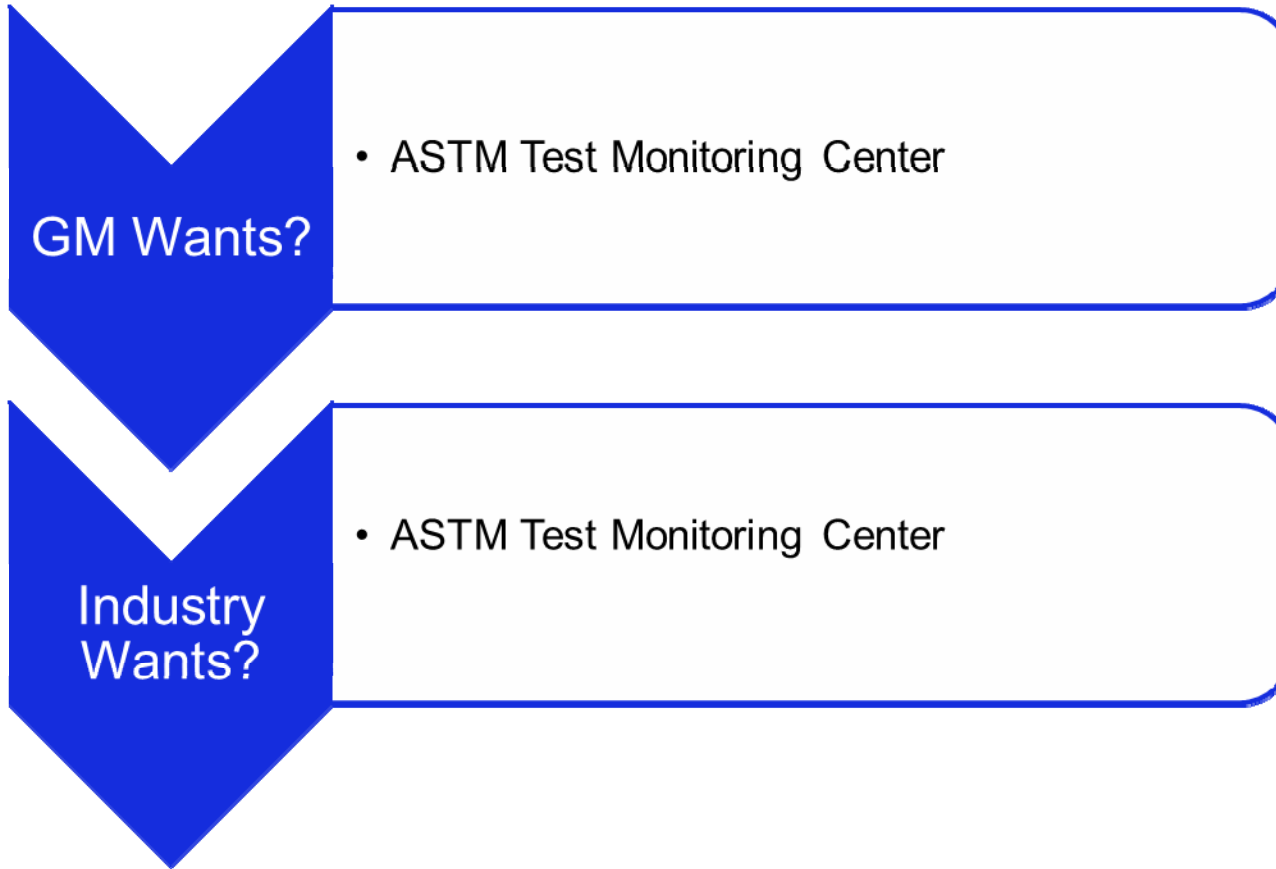 GM Wants?
• ASTM Test Monitoring Center
Industry
Wants?
• ASTM Test Monitoring Center